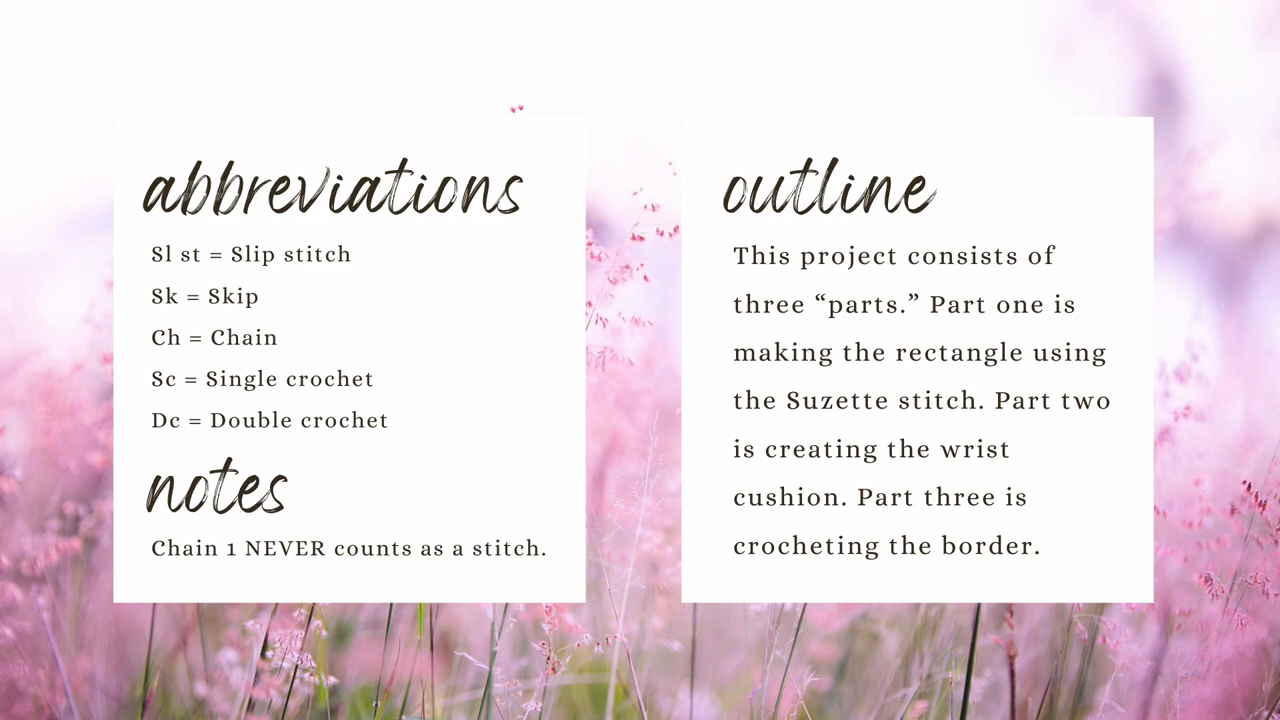 abbreviations
Sl st = Slip stitch
Sk = Skip
Ch = Chain
Sc = Single crochet
Dc = Double crochet
notes
Chain 1 NEVER counts as a stitch.
outline
This project consists of
three “parts.” Part one is
making the rectangle using
the Suzette stitch. Part two
is creating the wrist
cushion. Part three is
crocheting the border.